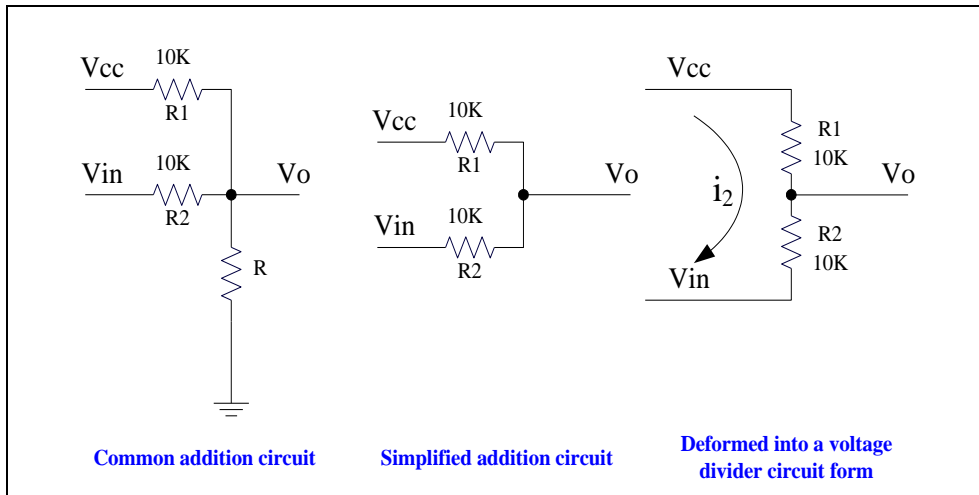 10K
Vcc
R1
10K
Vin
Vo
R2
R
Common addition circuit
10K
Vcc
R1
Vo
10K
Vin
R2
Simplified addition circuit
Vcc
R1
10K
Vo
i₂
R2
10K
Vin
Deformed into a voltage
divider circuit form